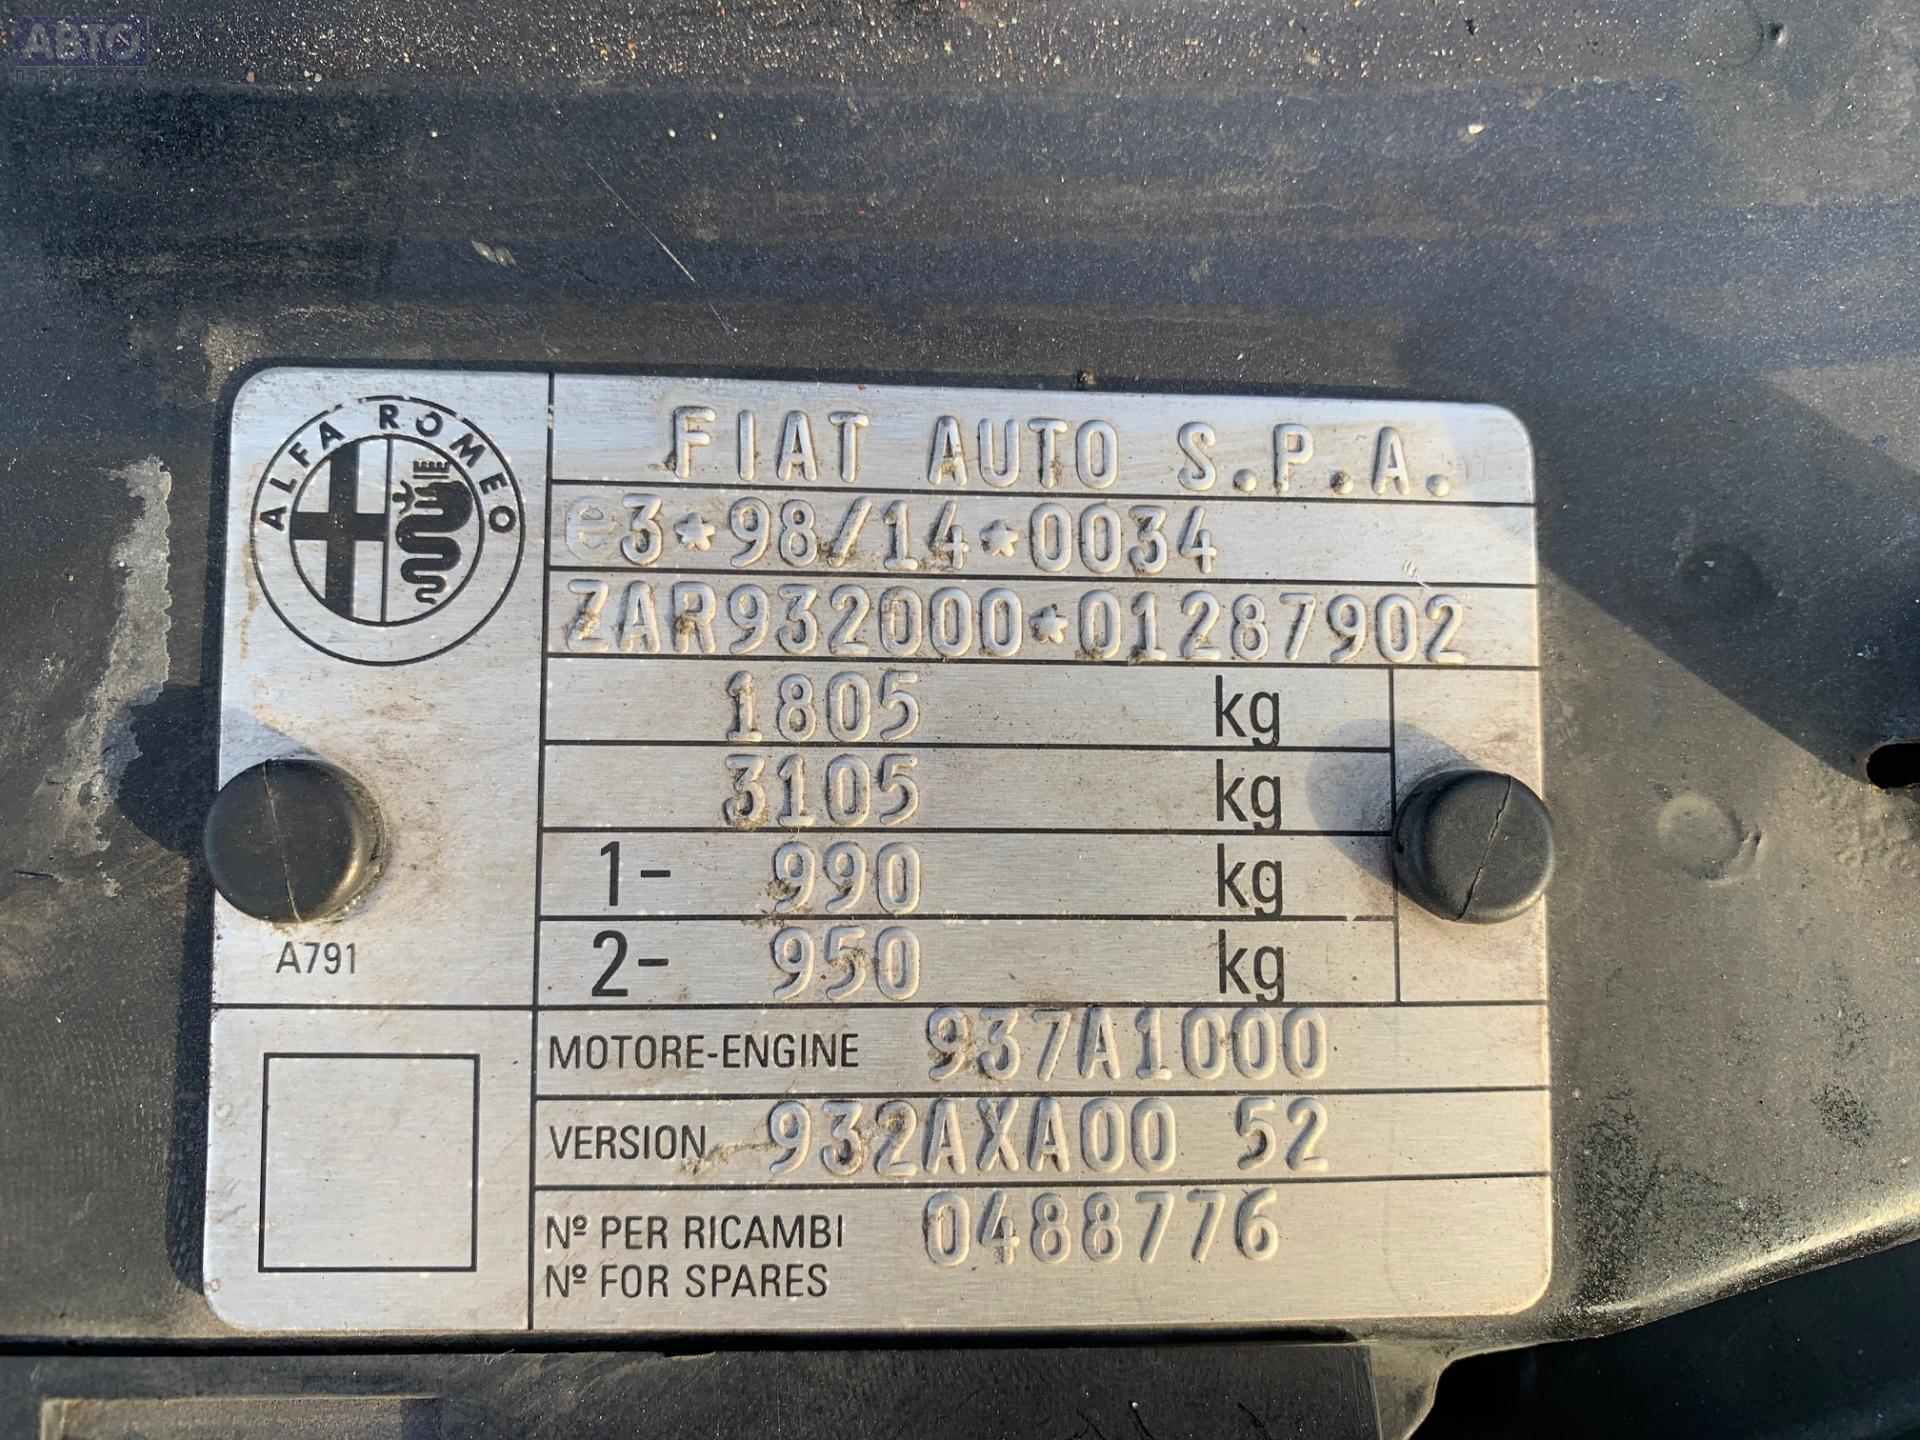 АВТО
ALFA ROMEO
FIAT AUTO S.P.A.
e3*98/14*0034
ZAR932000*01287902
1805 kg
3105 kg
1- 990 kg
2- 950 kg
A791
MOTORE-ENGINE 937A1000
VERSION 932AXA00 52
Nº PER RICAMBI 0488776
Nº FOR SPARES